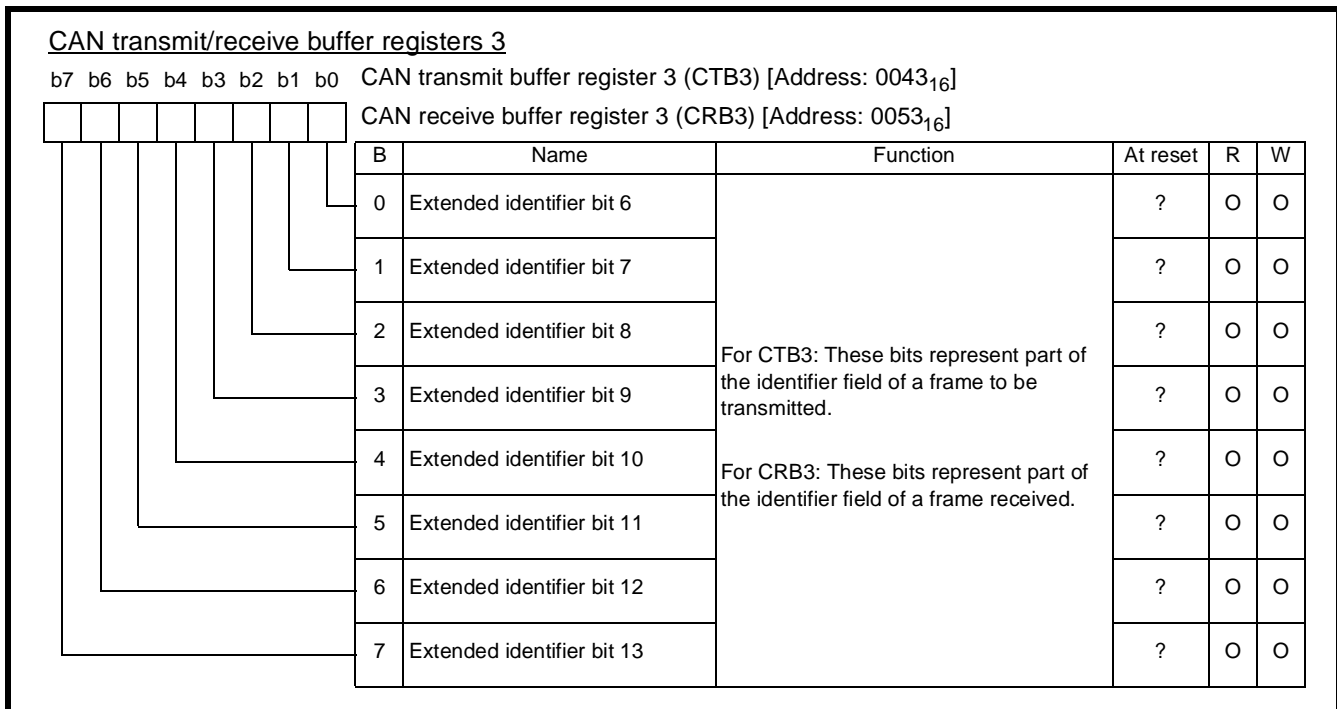 CAN transmit/receive buffer registers 3
b7 b6 b5 b4 b3 b2 b1 b0 CAN transmit buffer register 3 (CTB3) [Address: 0043₁₆]
CAN receive buffer register 3 (CRB3) [Address: 0053₁₆]
B Name Function At reset R W
0 Extended identifier bit 6 ? O O
1 Extended identifier bit 7 ? O O
2 Extended identifier bit 8 ? O O
For CTB3: These bits represent part of
the identifier field of a frame to be
transmitted.
3 Extended identifier bit 9 ? O O
4 Extended identifier bit 10 ? O O
For CRB3: These bits represent part of
the identifier field of a frame received.
5 Extended identifier bit 11 ? O O
6 Extended identifier bit 12 ? O O
7 Extended identifier bit 13 ? O O